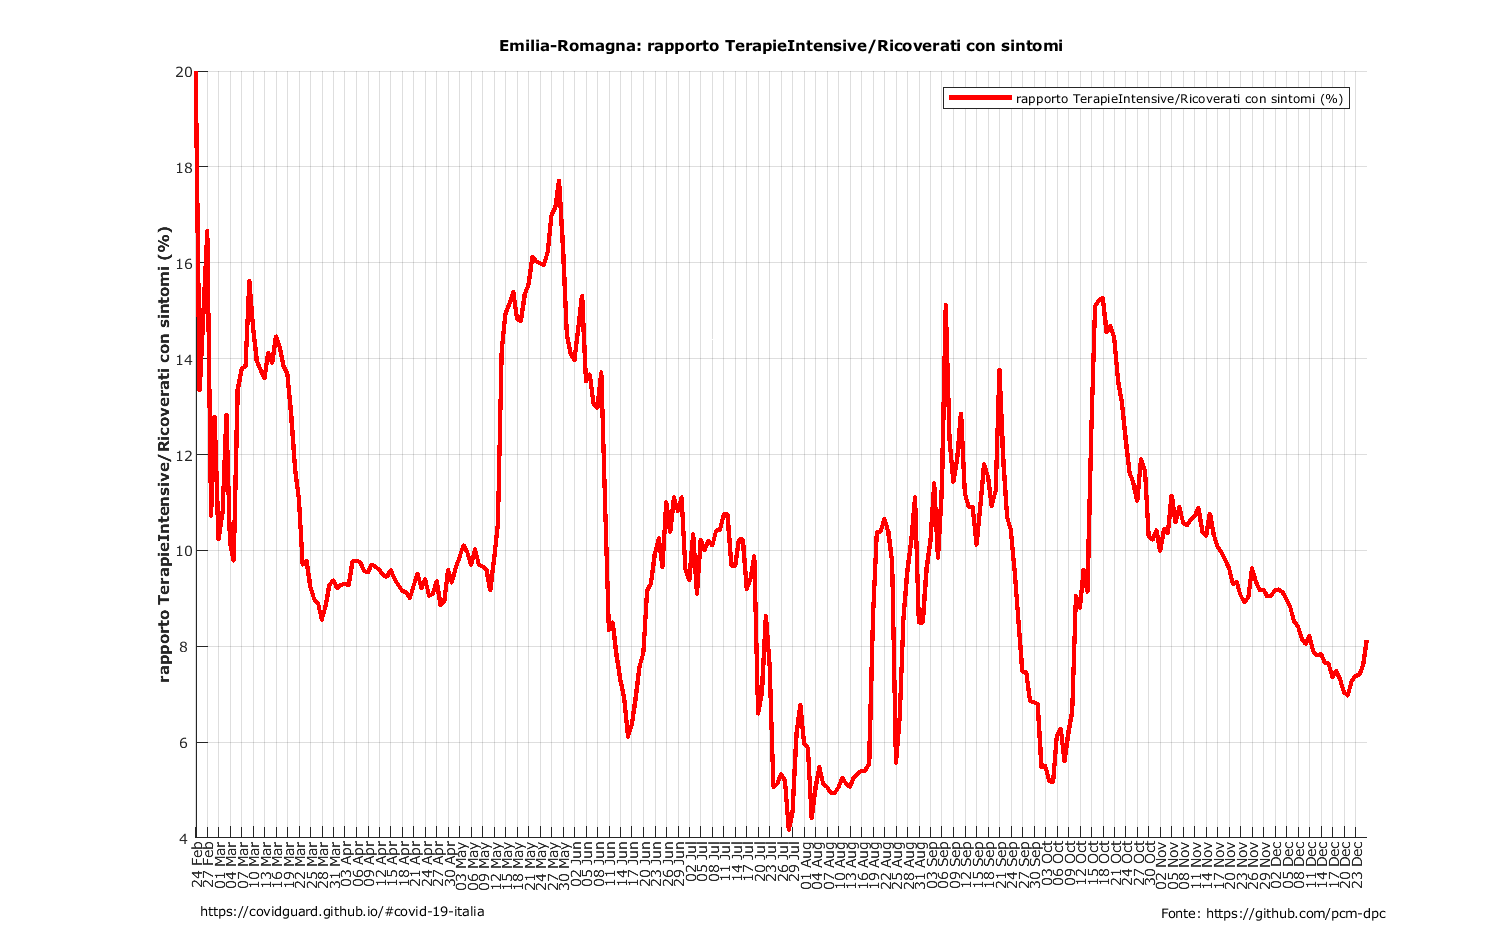 Emilia-Romagna: rapporto TerapieIntensive/Ricoverati con sintomi
rapporto TerapieIntensive/Ricoverati con sintomi (%)
rapporto TerapieIntensive/Ricoverati con sintomi (%)
20
18
16
14
12
10
8
6
4
24 Feb
27 Feb
01 Mar
04 Mar
07 Mar
10 Mar
13 Mar
16 Mar
19 Mar
22 Mar
25 Mar
28 Mar
31 Mar
03 Apr
06 Apr
09 Apr
12 Apr
15 Apr
18 Apr
21 Apr
24 Apr
27 Apr
30 Apr
03 May
06 May
09 May
12 May
15 May
18 May
21 May
24 May
27 May
30 May
02 Jun
05 Jun
08 Jun
11 Jun
14 Jun
17 Jun
20 Jun
23 Jun
26 Jun
29 Jun
02 Jul
05 Jul
08 Jul
11 Jul
14 Jul
17 Jul
20 Jul
23 Jul
26 Jul
29 Jul
01 Aug
04 Aug
07 Aug
10 Aug
13 Aug
16 Aug
19 Aug
22 Aug
25 Aug
28 Aug
31 Aug
03 Sep
06 Sep
09 Sep
12 Sep
15 Sep
18 Sep
21 Sep
24 Sep
27 Sep
30 Sep
03 Oct
06 Oct
09 Oct
12 Oct
15 Oct
18 Oct
21 Oct
24 Oct
27 Oct
30 Oct
02 Nov
05 Nov
08 Nov
11 Nov
14 Nov
17 Nov
20 Nov
23 Nov
26 Nov
29 Nov
02 Dec
05 Dec
08 Dec
11 Dec
14 Dec
17 Dec
20 Dec
23 Dec
https://covidguard.github.io/#covid-19-italia
Fonte: https://github.com/pcm-dpc